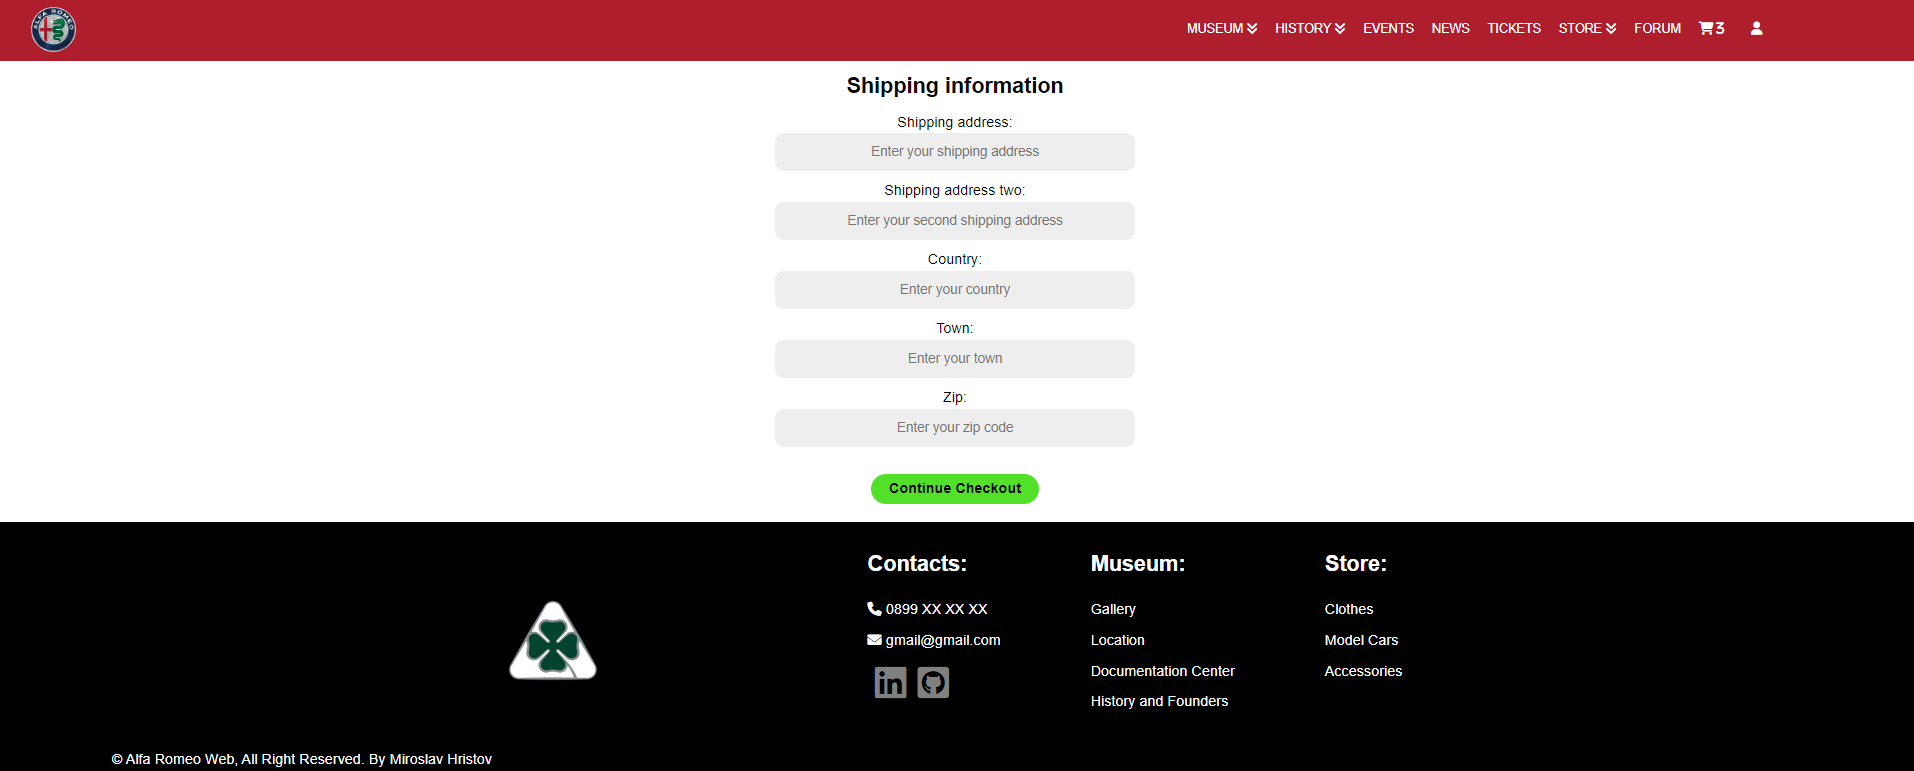 ALFA ROMEO
MUSEUM HISTORY EVENTS NEWS TICKETS STORE FORUM 3
Shipping information
Shipping address:
Enter your shipping address
Shipping address two:
Enter your second shipping address
Country:
Enter your country
Town:
Enter your town
Zip:
Enter your zip code
Continue Checkout
Contacts:
0899 XX XX XX
gmail@gmail.com
in
Museum:
Gallery
Location
Documentation Center
History and Founders
Store:
Clothes
Model Cars
Accessories
© Alfa Romeo Web, All Right Reserved. By Miroslav Hristov